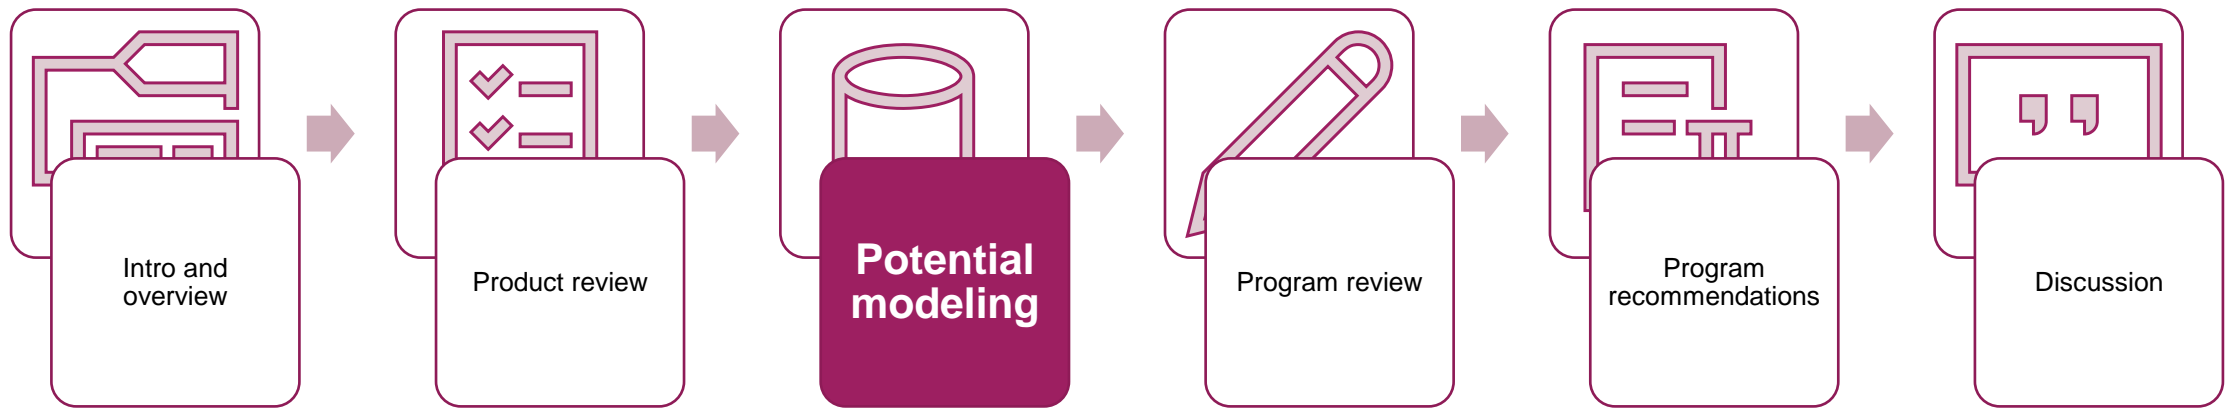 Intro and
overview
Product review
Potential
modeling
Program review
Program
recommendations
Discussion